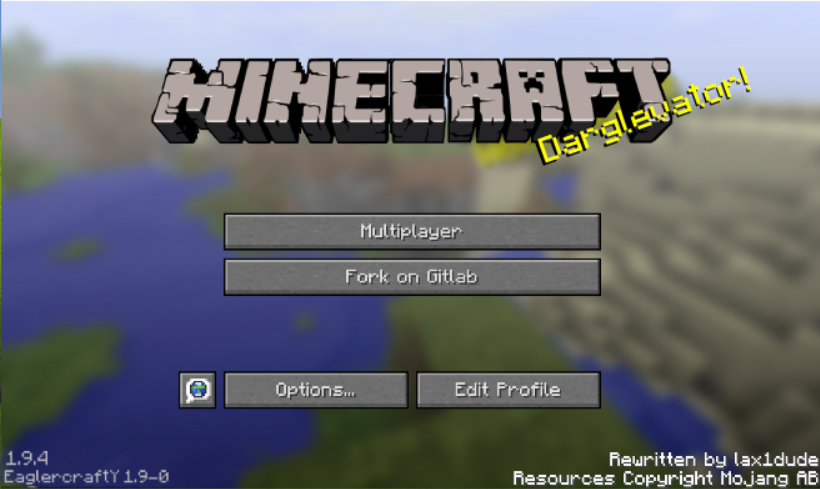 MINECRAFT
Darglevator!
Multiplayer
Fork on Gitlab
Options...
Edit Profile
1.9.4
EaglercraftY 1.9-0
Rewritten by lax1dude
Resources Copyright Mojang AB